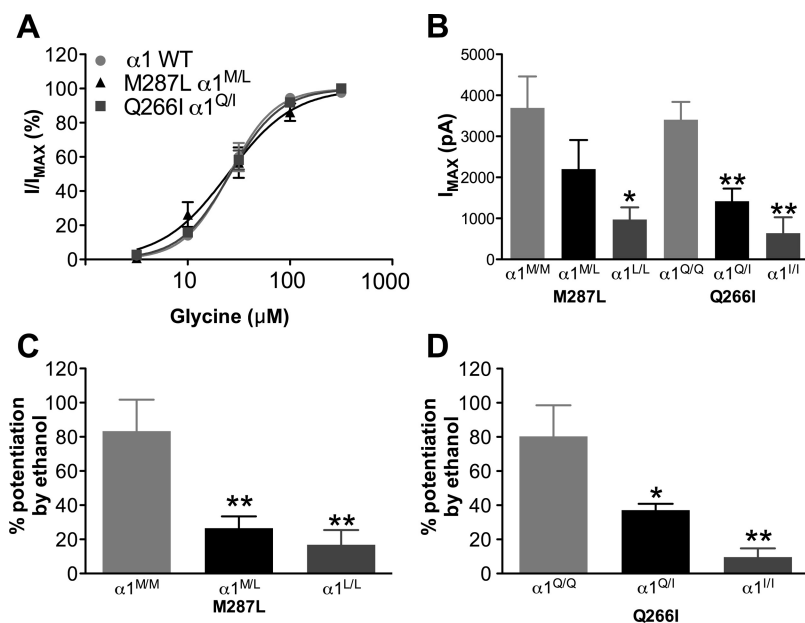 A
α1 WT
M287L α1M/L
Q266I α1Q/I
120
100
80
60
40
20
0
I/IMAX (%)
10
100
1000
Glycine (µM)
B
5000
4000
3000
2000
1000
0
IMAX (pA)
*
**
**
α1M/M
α1M/L
α1L/L
α1Q/Q
α1Q/I
α1I/I
M287L
Q266I
C
120
100
80
60
40
20
0
% potentiation
by ethanol
**
**
α1M/M
α1M/L
α1L/L
M287L
D
120
100
80
60
40
20
0
% potentiation
by ethanol
*
**
α1Q/Q
α1Q/I
α1I/I
Q266I